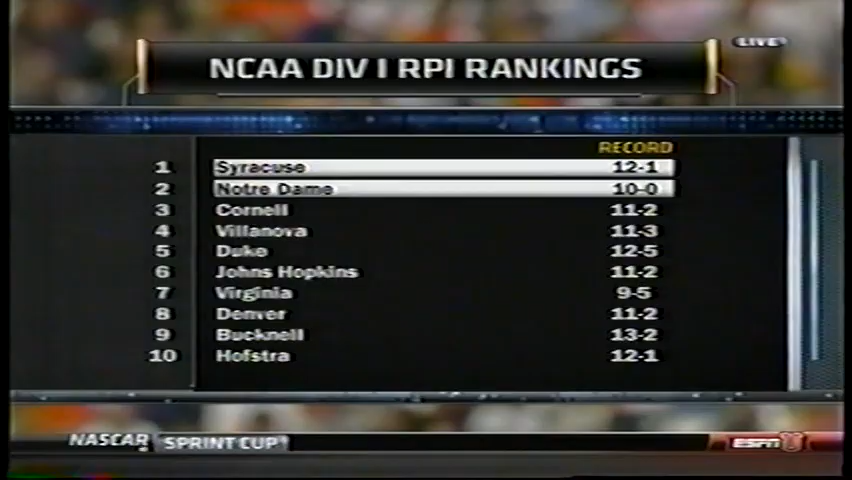 LIVE
NCAA DIV I RPI RANKINGS
RECORD
1 Syracuse 12-1
2 Notre Dame 10-0
3 Cornell 11-2
4 Villanova 11-3
5 Duke 12-5
6 Johns Hopkins 11-2
7 Virginia 9-5
8 Denver 11-2
9 Bucknell 13-2
10 Hofstra 12-1
NASCAR SPRINT CUP ESPNU